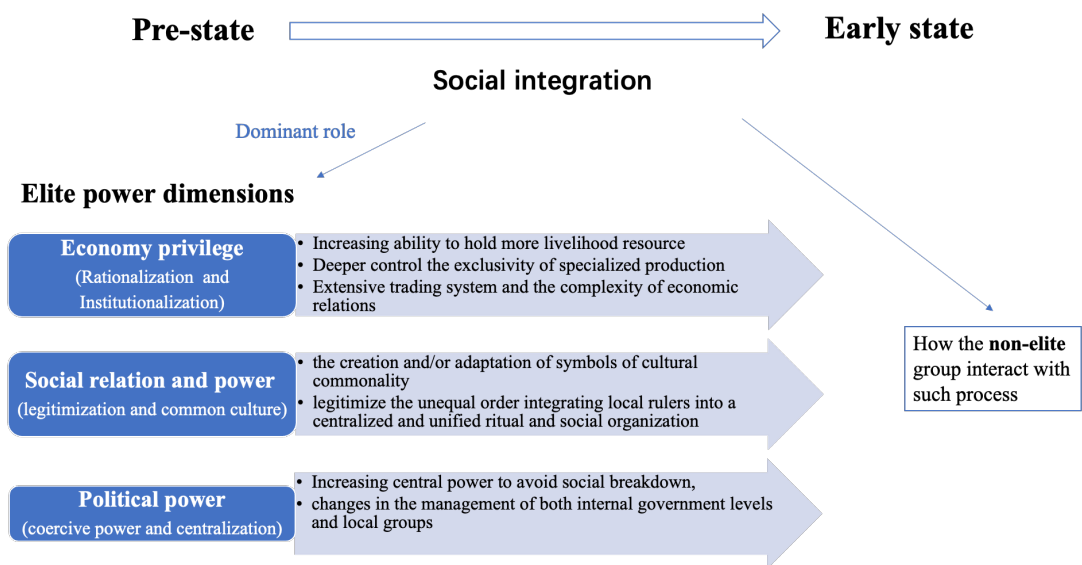 Pre-state
Early state
Social integration
Dominant role
Elite power dimensions
Economy privilege
(Rationalization and
Institutionalization)
• Increasing ability to hold more livelihood resource
• Deeper control the exclusivity of specialized production
• Extensive trading system and the complexity of economic
relations
Social relation and power
(legitimization and common culture)
• the creation and/or adaptation of symbols of cultural
commonality
• legitimize the unequal order integrating local rulers into a
centralized and unified ritual and social organization
Political power
(coercive power and centralization)
• Increasing central power to avoid social breakdown,
• changes in the management of both internal government levels
and local groups
How the non-elite
group interact with
such process